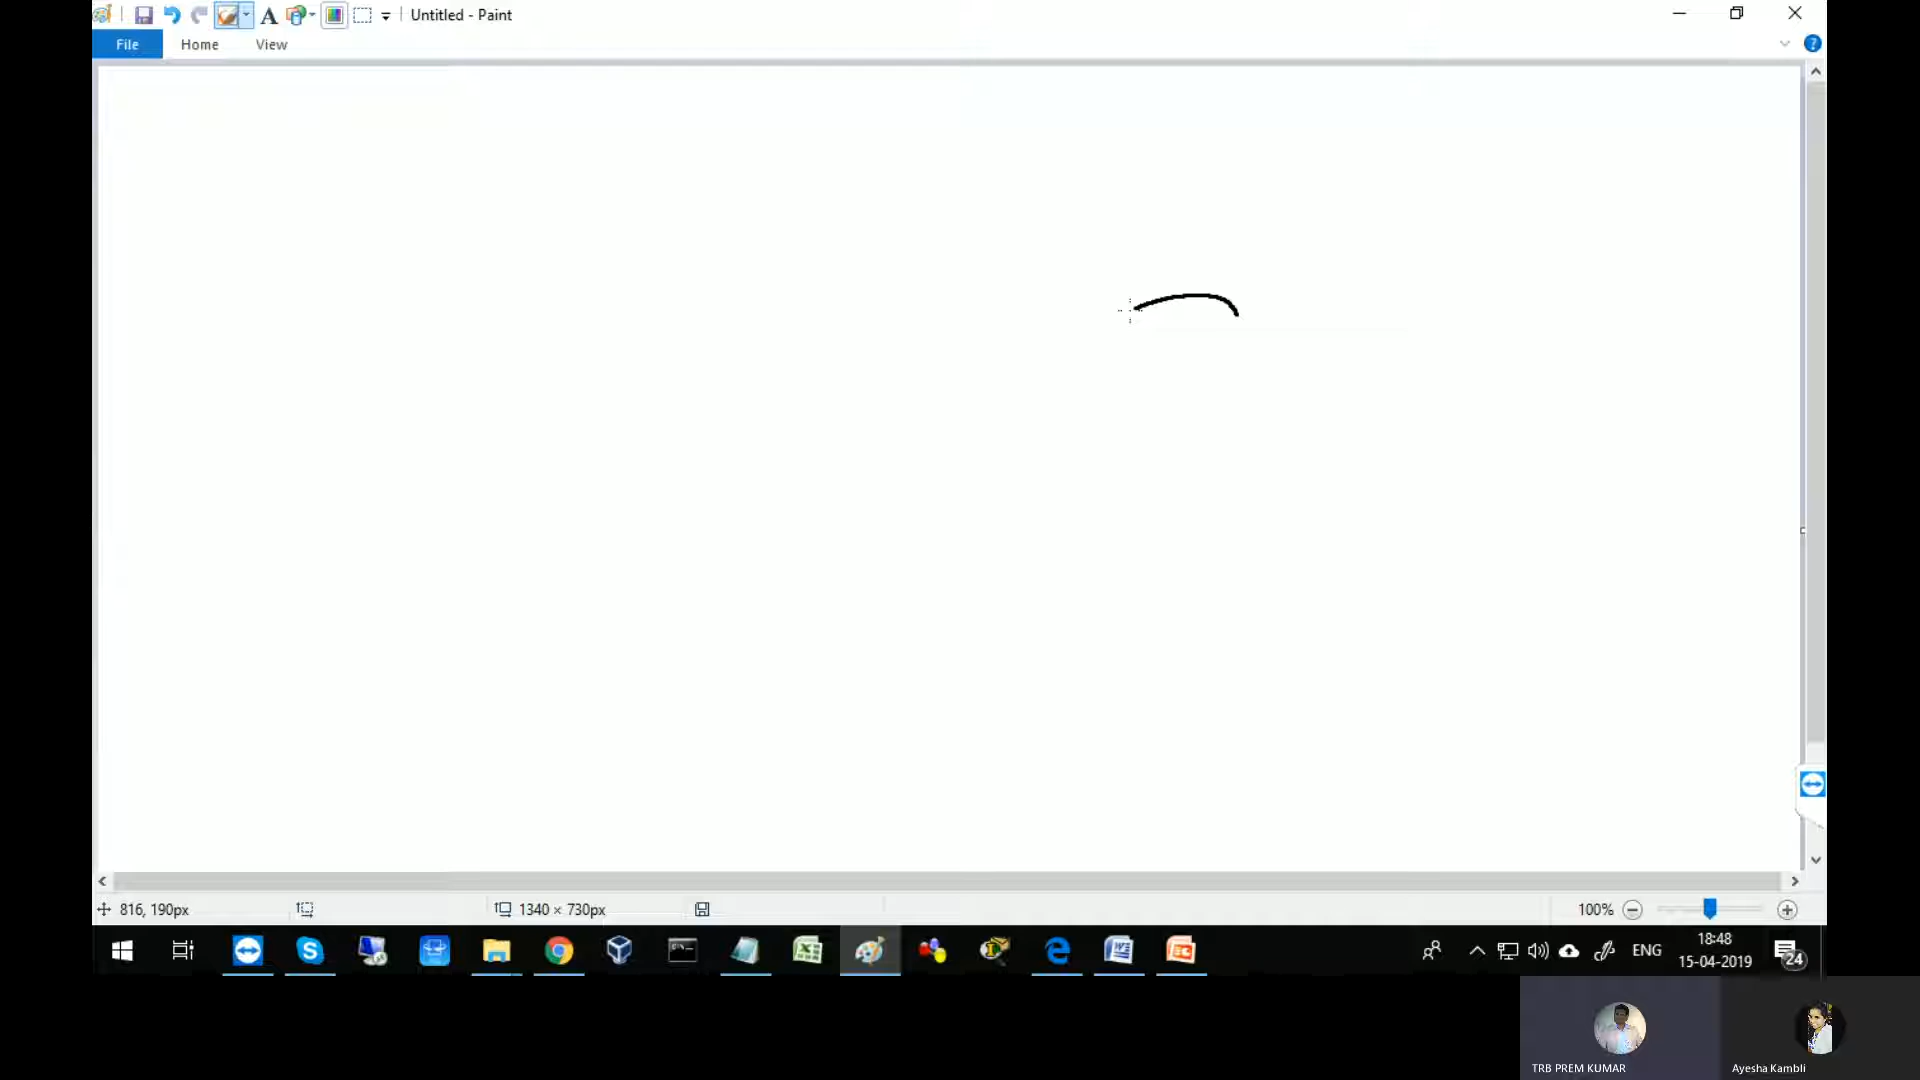 Untitled - Paint
File Home View
816, 190px 1340 × 730px 100%
ENG 18:48
15-04-2019 24
TRB PREM KUMAR Ayesha Kambli